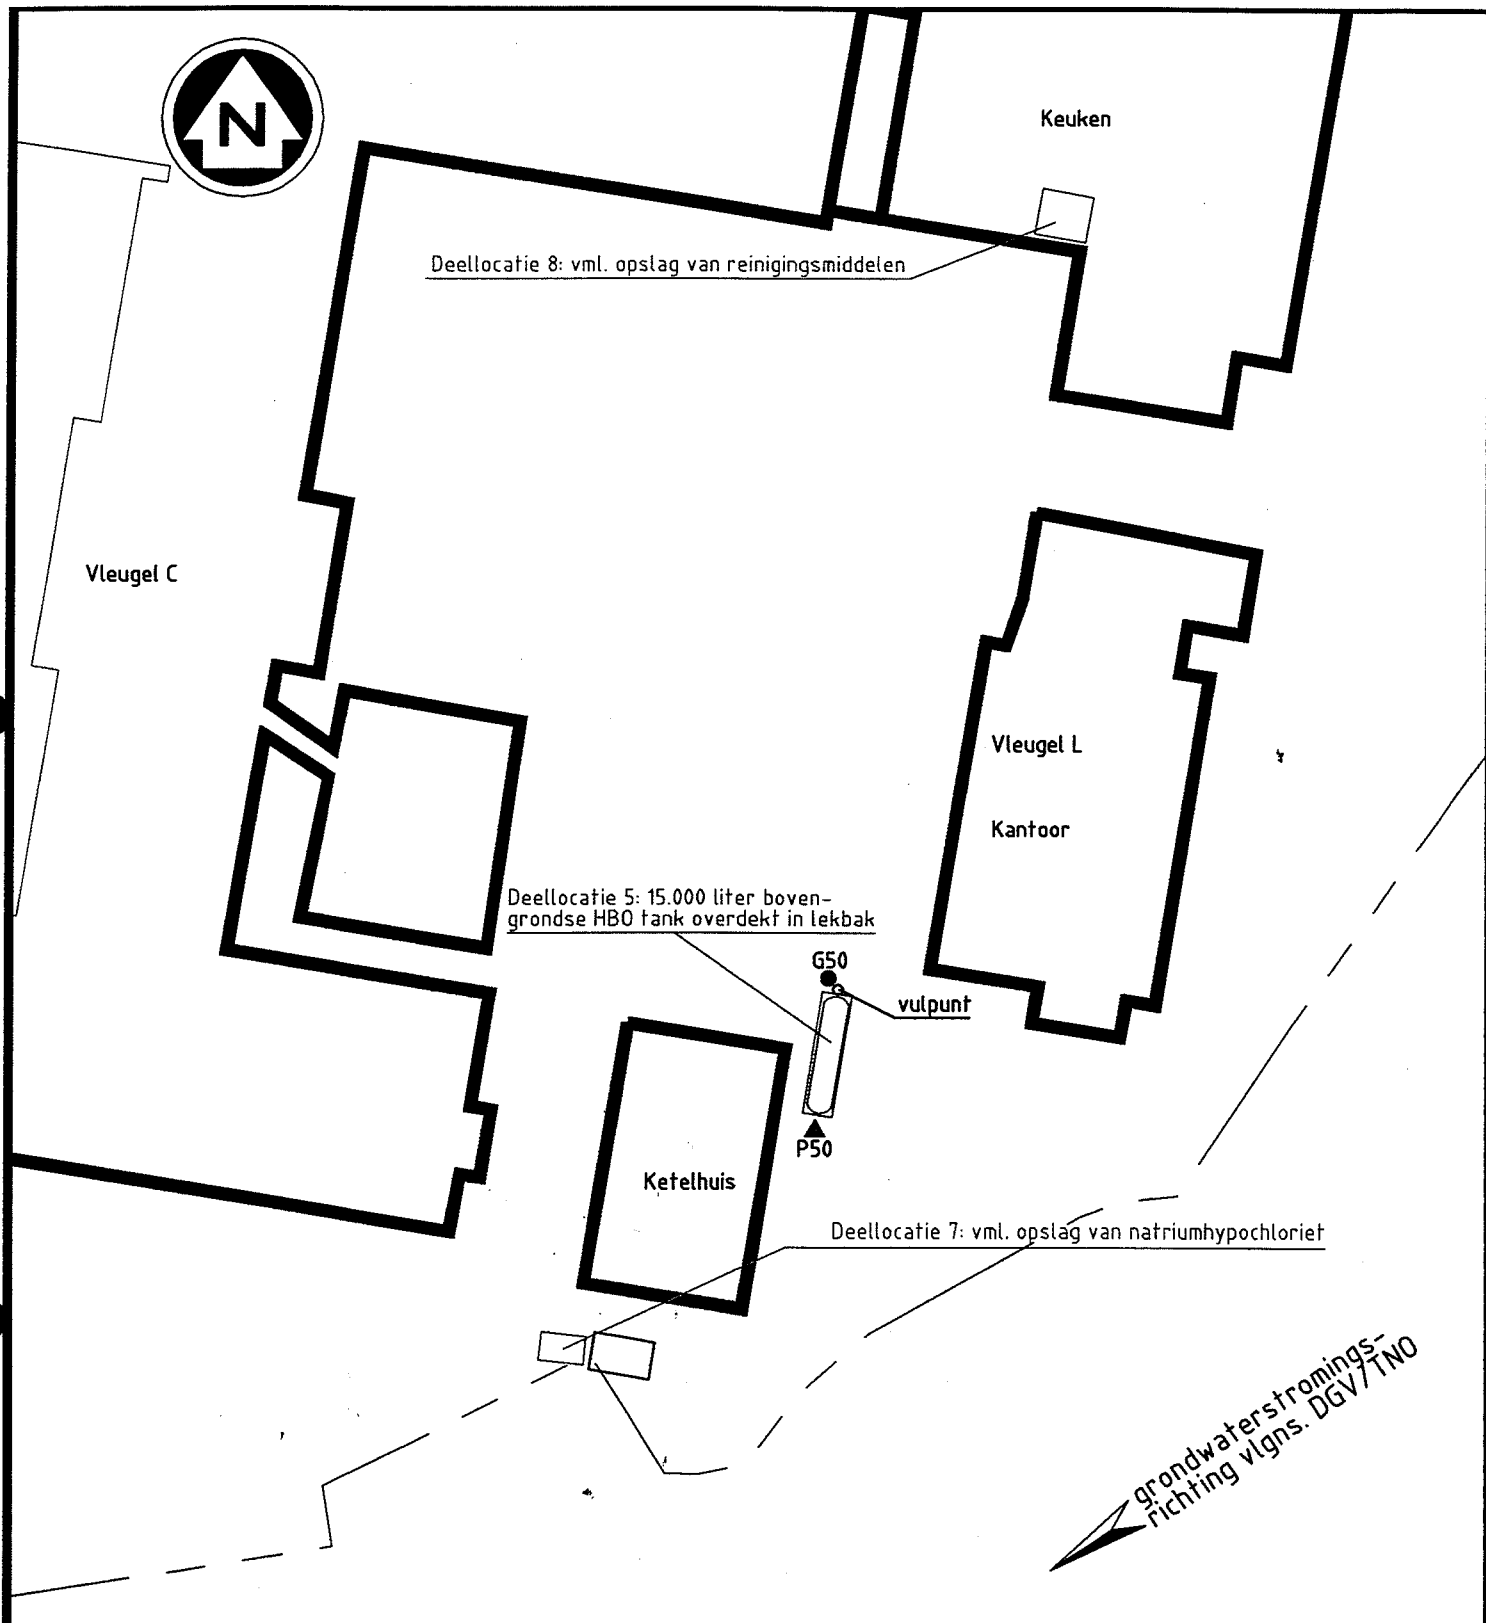 N
Keuken
Deellocatie 8: vml. opslag van reinigingsmiddelen
Vleugel C
Vleugel L
Kantoor
Deellocatie 5: 15.000 liter boven-
grondse HBO tank overdekt in lekbak
G50
vulpunt
P50
Ketelhuis
Deellocatie 7: vml. opslag van natriumhypochloriet
grondwaterstromings-
richting vlgns. DGV/TNO